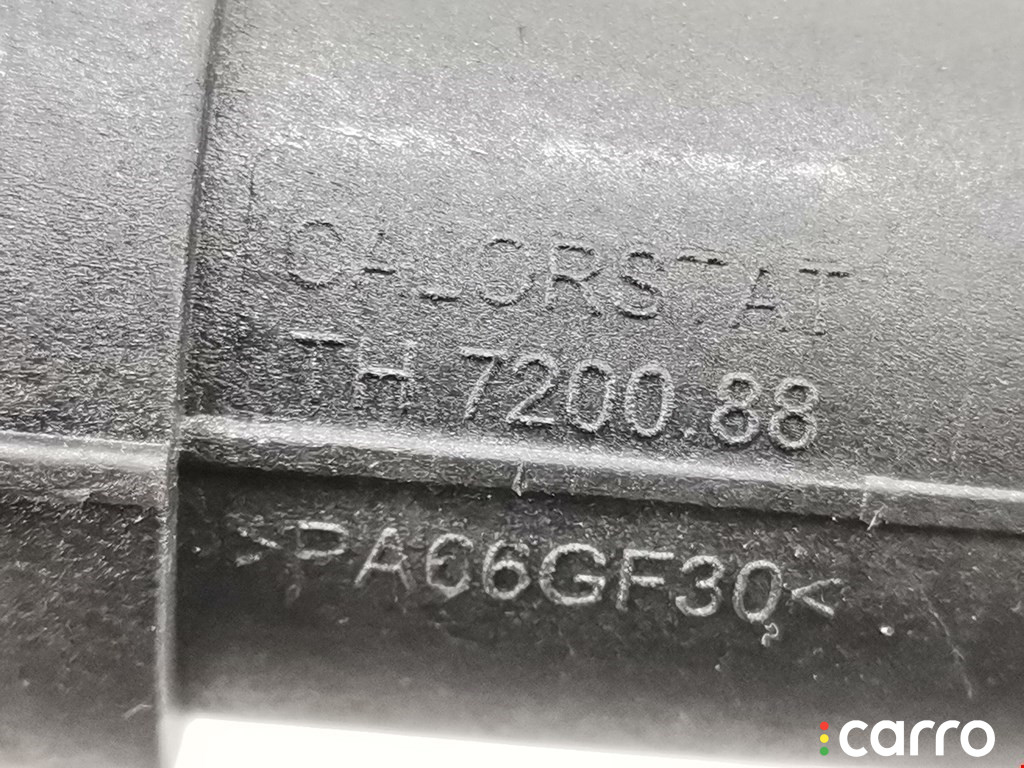 CALORSTAT
TH 7200.88
>PA66GF30<
carro